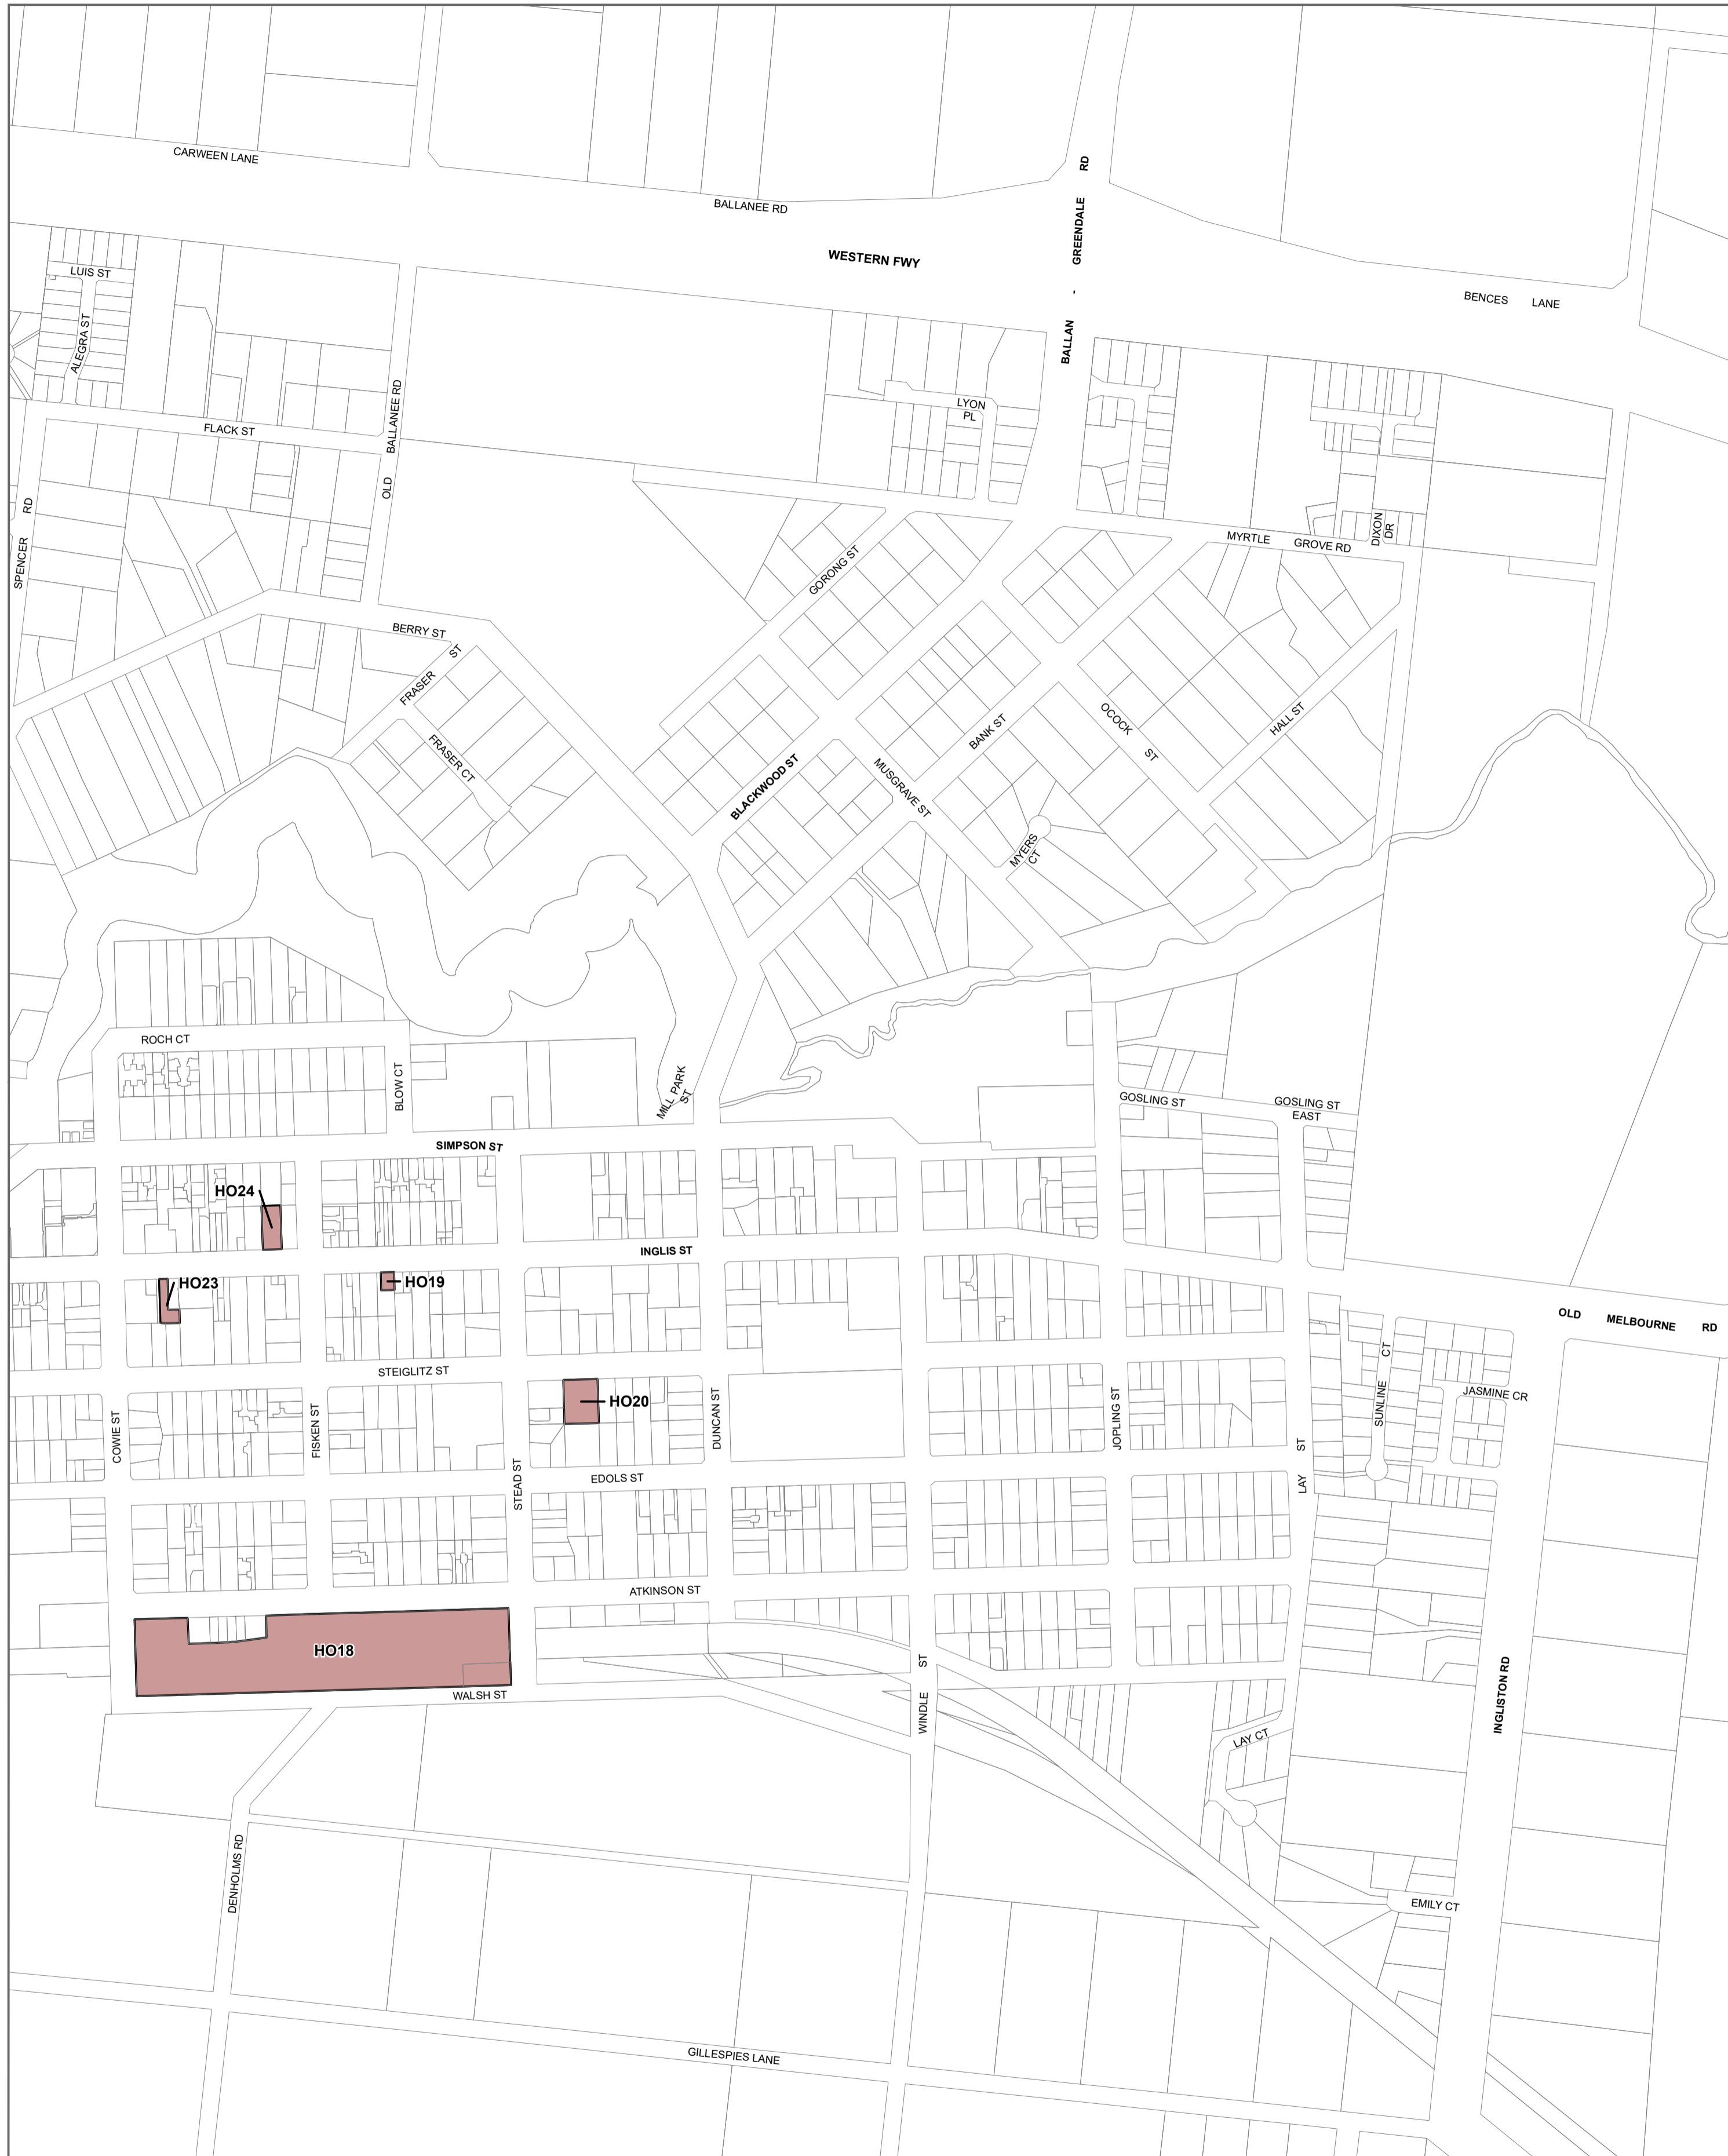 CARWEEN LANE
BALLANEE RD
WESTERN FWY
BALLAN - GREENDALE RD
BENCES LANE
LUIS ST
ALEGRA ST
FLACK ST
OLD BALLANEE RD
SPENCER RD
LYON
PL
MYRTLE GROVE RD
DIXON
DR
GORONG ST
BERRY ST
FRASER ST
FRASER CT
BLACKWOOD ST
BANK ST
MUSGRAVE ST
OCOCK ST
HALL ST
MYERS
CT
ROCH CT
BLOW CT
MILL PARK
ST
GOSLING ST
GOSLING ST
EAST
SIMPSON ST
HO24
INGLIS ST
HO23
HO19
OLD MELBOURNE RD
STEIGLITZ ST
HO20
COWIE ST
FISKEN ST
STEAD ST
DUNCAN ST
JOPLING ST
LAY ST
SUNLINE CT
JASMINE CR
EDOLS ST
ATKINSON ST
HO18
WALSH ST
WINDLE ST
INGLISTON RD
LAY CT
DENHOLMS RD
EMILY CT
GILLESPIES LANE